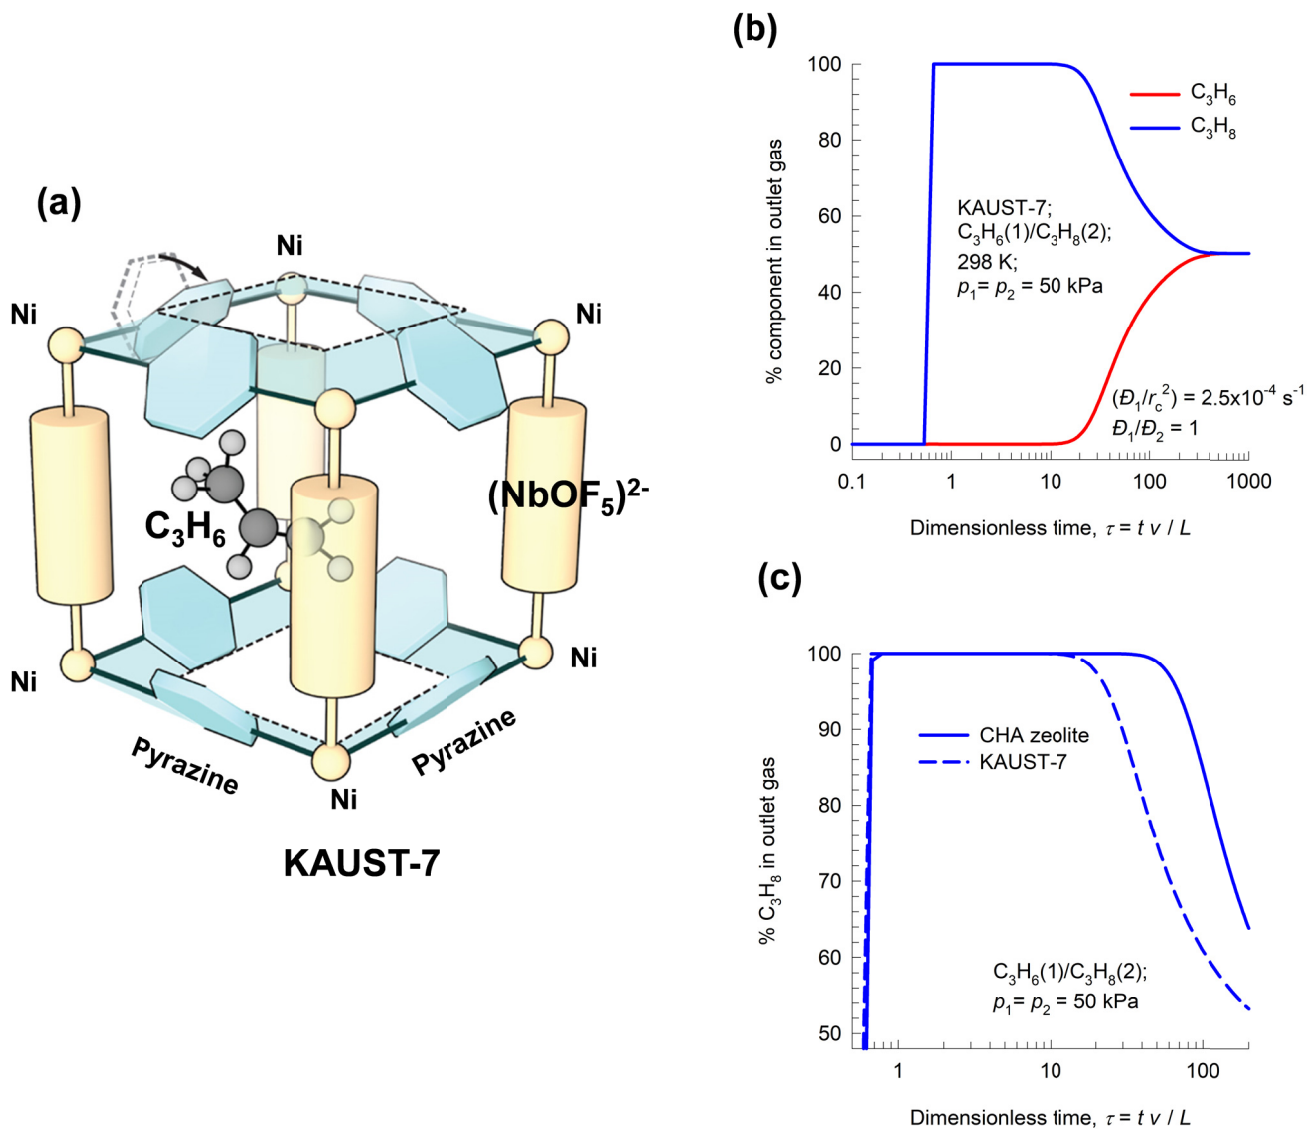 (a)
Ni
Ni
Ni
C₃H₆
(NbOF₅)²⁻
Ni
Ni
Pyrazine
Pyrazine
Ni
KAUST-7
(b)
100
80
60
40
20
0
% component in outlet gas
C₃H₆
C₃H₈
KAUST-7;
C₃H₆(1)/C₃H₈(2);
298 K;
p₁= p₂ = 50 kPa
(Đ₁/r_c²) = 2.5x10⁻⁴ s⁻¹
Đ₁/Đ₂ = 1
0.1 1 10 100 1000
Dimensionless time, τ = t v / L
(c)
100
90
80
70
60
50
% C₃H₈ in outlet gas
CHA zeolite
KAUST-7
C₃H₆(1)/C₃H₈(2);
p₁= p₂ = 50 kPa
1 10 100
Dimensionless time, τ = t v / L